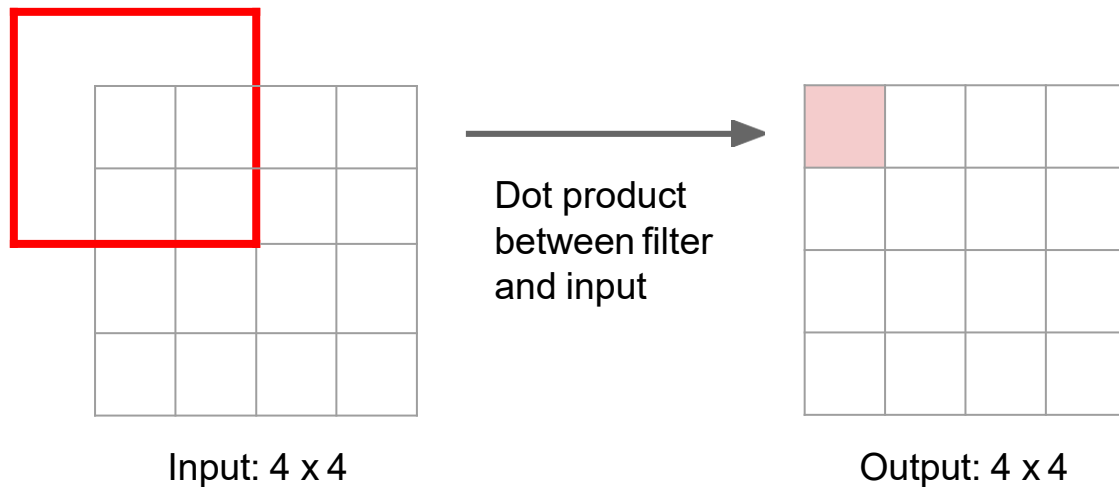 Dot product
between filter
and input
Input: 4 x 4
Output: 4 x 4